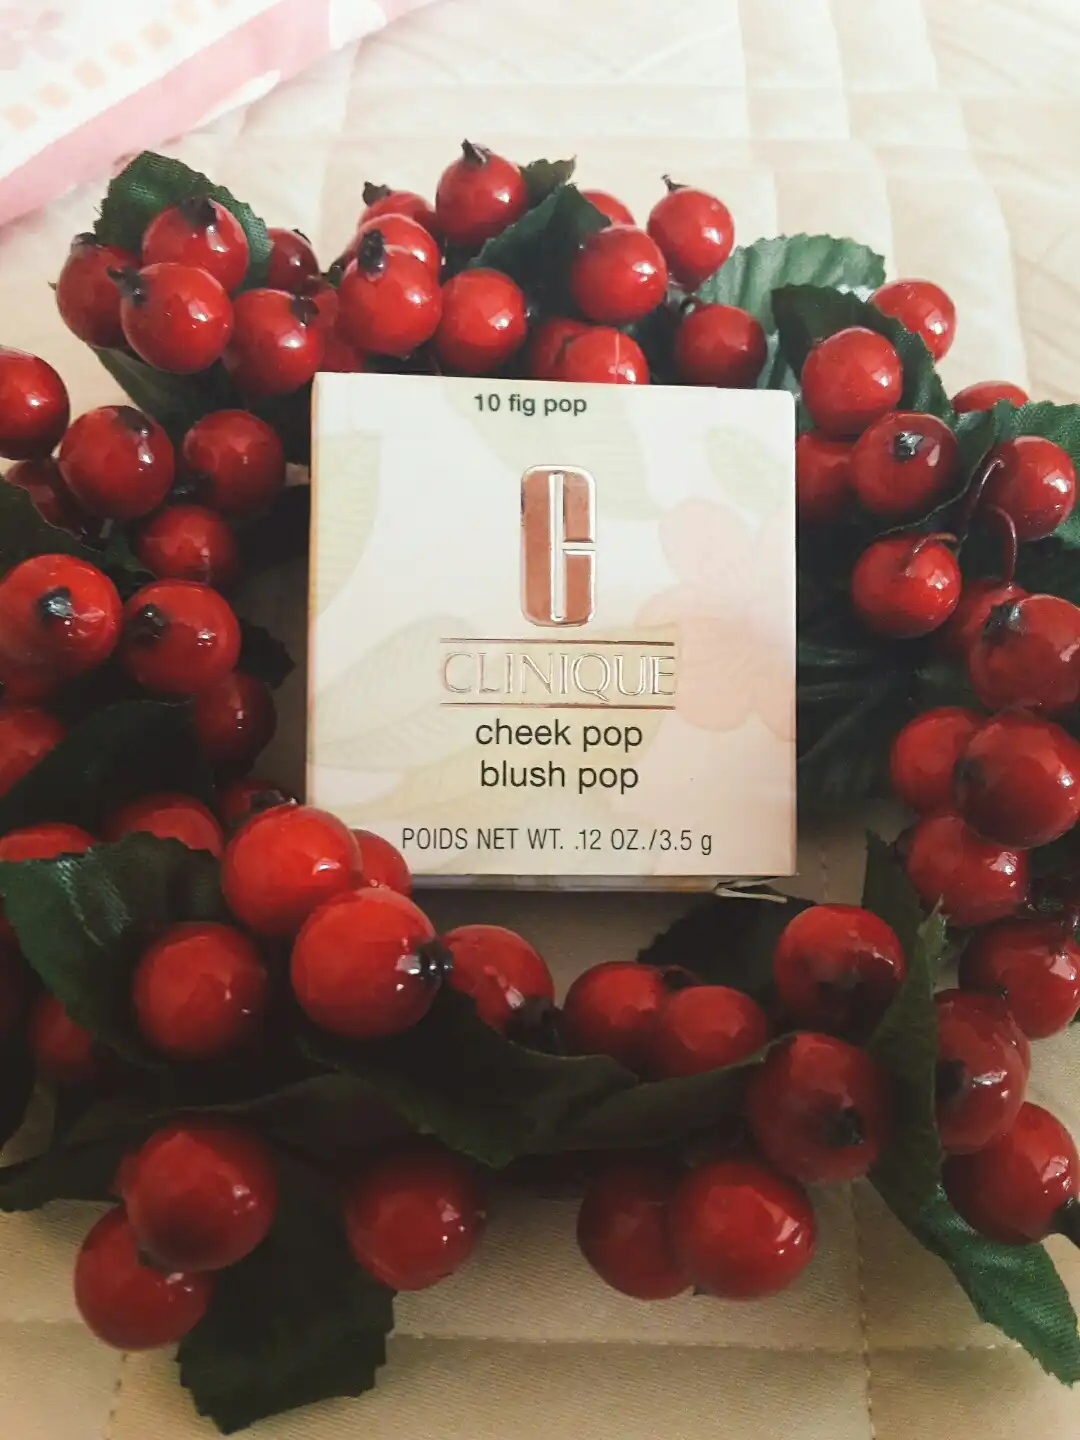 10 fig pop
CLINIQUE
cheek pop
blush pop
POIDS NET WT. .12 OZ./3.5 g